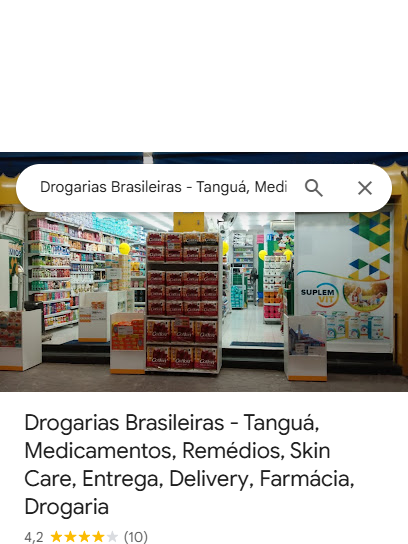 Drogarias Brasileiras - Tanguá, Medi
SUPLEM
VIT
Drogarias Brasileiras - Tanguá,
Medicamentos, Remédios, Skin
Care, Entrega, Delivery, Farmácia,
Drogaria
4,2 (10)